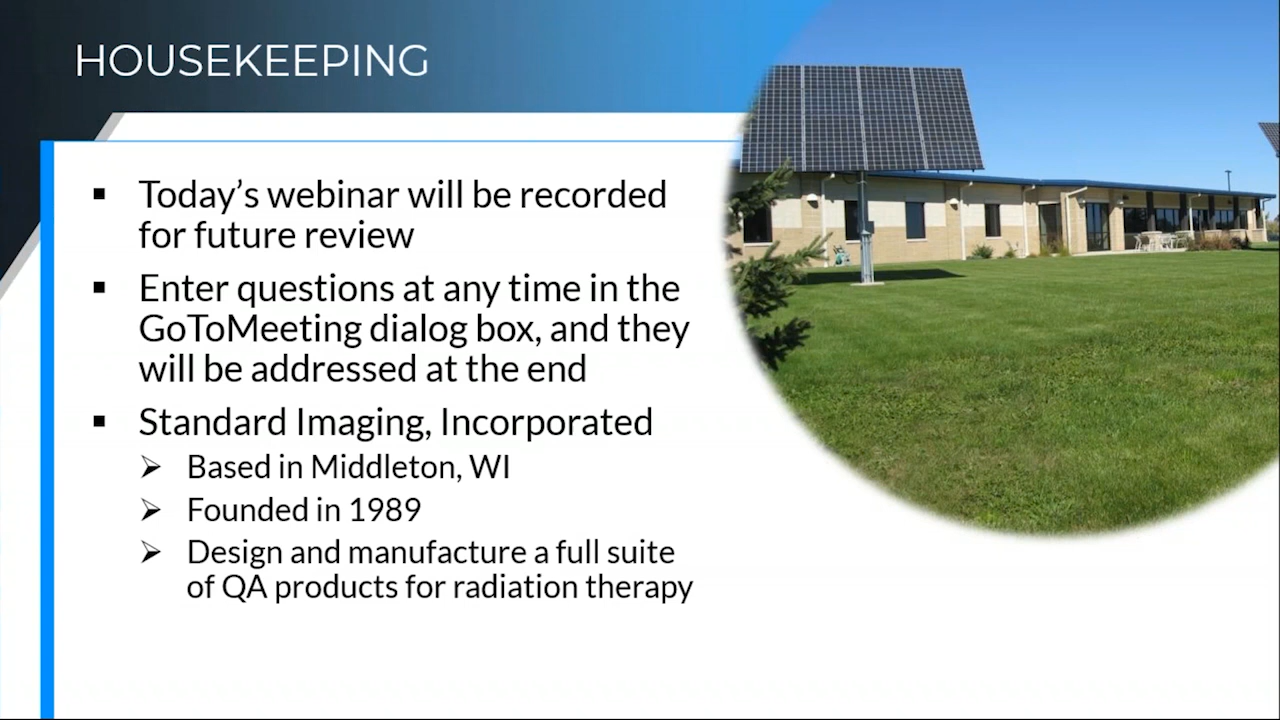 HOUSEKEEPING
▪ Today’s webinar will be recorded
for future review
▪ Enter questions at any time in the
GoToMeeting dialog box, and they
will be addressed at the end
▪ Standard Imaging, Incorporated
➢ Based in Middleton, WI
➢ Founded in 1989
➢ Design and manufacture a full suite
of QA products for radiation therapy